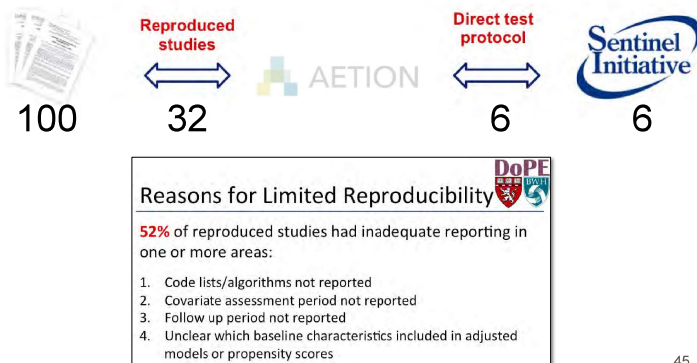 Reproduced
studies
Direct test
protocol
AETION
Sentinel
Initiative
100
32
6
6
DoPE
BWH
Reasons for Limited Reproducibility
52% of reproduced studies had inadequate reporting in
one or more areas:
1. Code lists/algorithms not reported
2. Covariate assessment period not reported
3. Follow up period not reported
4. Unclear which baseline characteristics included in adjusted
models or propensity scores
45